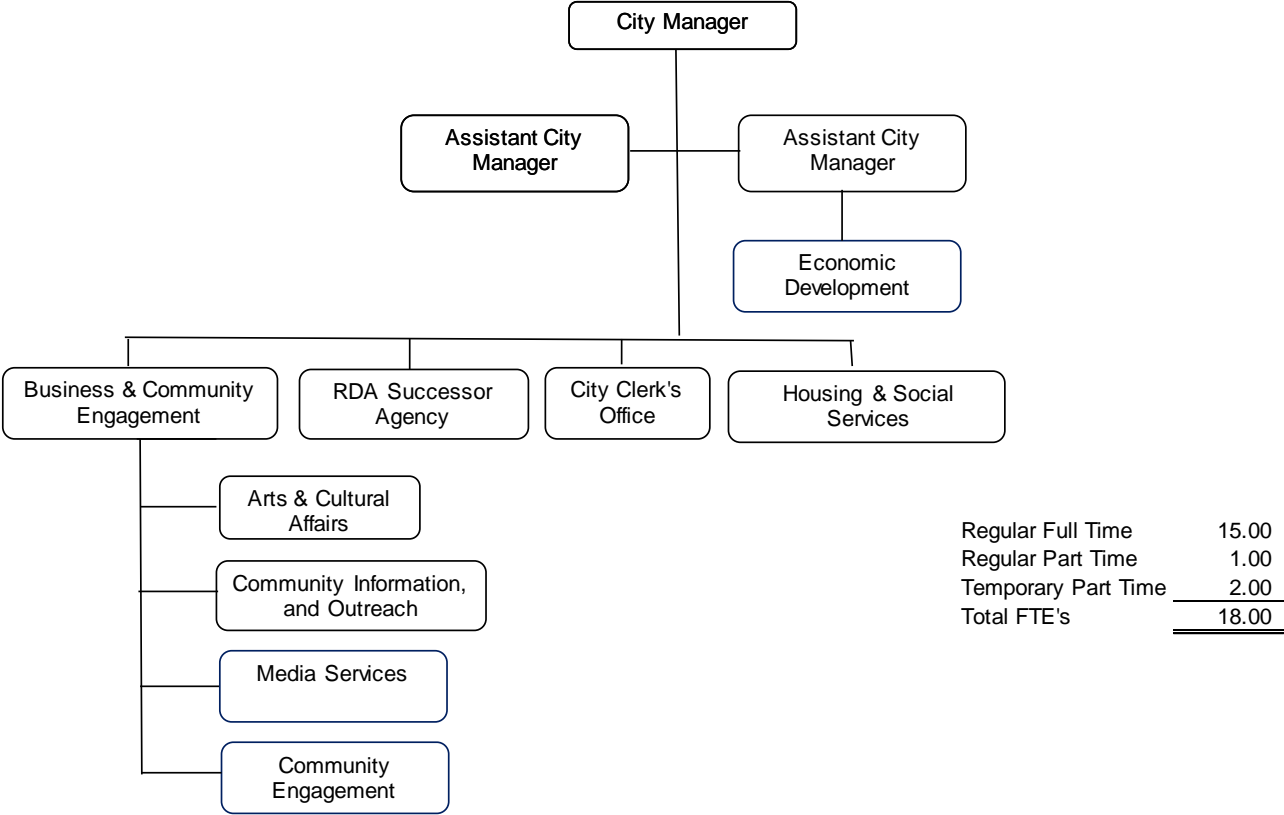 City Manager
Assistant City
Manager
Assistant City
Manager
Economic
Development
Business & Community
Engagement
RDA Successor
Agency
City Clerk's
Office
Housing & Social
Services
Arts & Cultural
Affairs
Community Information,
and Outreach
Media Services
Community
Engagement
Regular Full Time 15.00
Regular Part Time 1.00
Temporary Part Time 2.00
Total FTE's 18.00